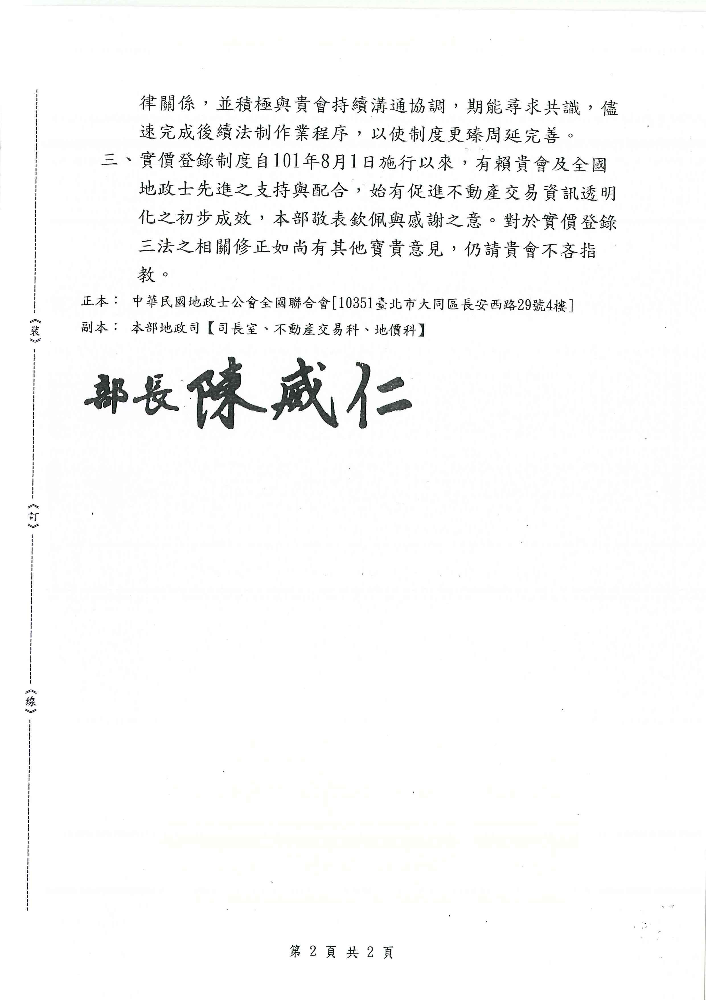 律關係，並積極與貴會持續溝通協調，期能尋求共識，儘
速完成後續法制作業程序，以使制度更臻周延完善。
三、實價登錄制度自101年8月1日施行以來，有賴貴會及全國
地政士先進之支持與配合，始有促進不動產交易資訊透明
化之初步成效，本部敬表欽佩與感謝之意。對於實價登錄
三法之相關修正如尚有其他寶貴意見，仍請貴會不吝指
教。
正本： 中華民國地政士公會全國聯合會[10351臺北市大同區長安西路29號4樓]
副本： 本部地政司【司長室、不動產交易科、地價科】
部長 陳威仁
《裝》
《訂》
《線》
第 2 頁 共 2 頁